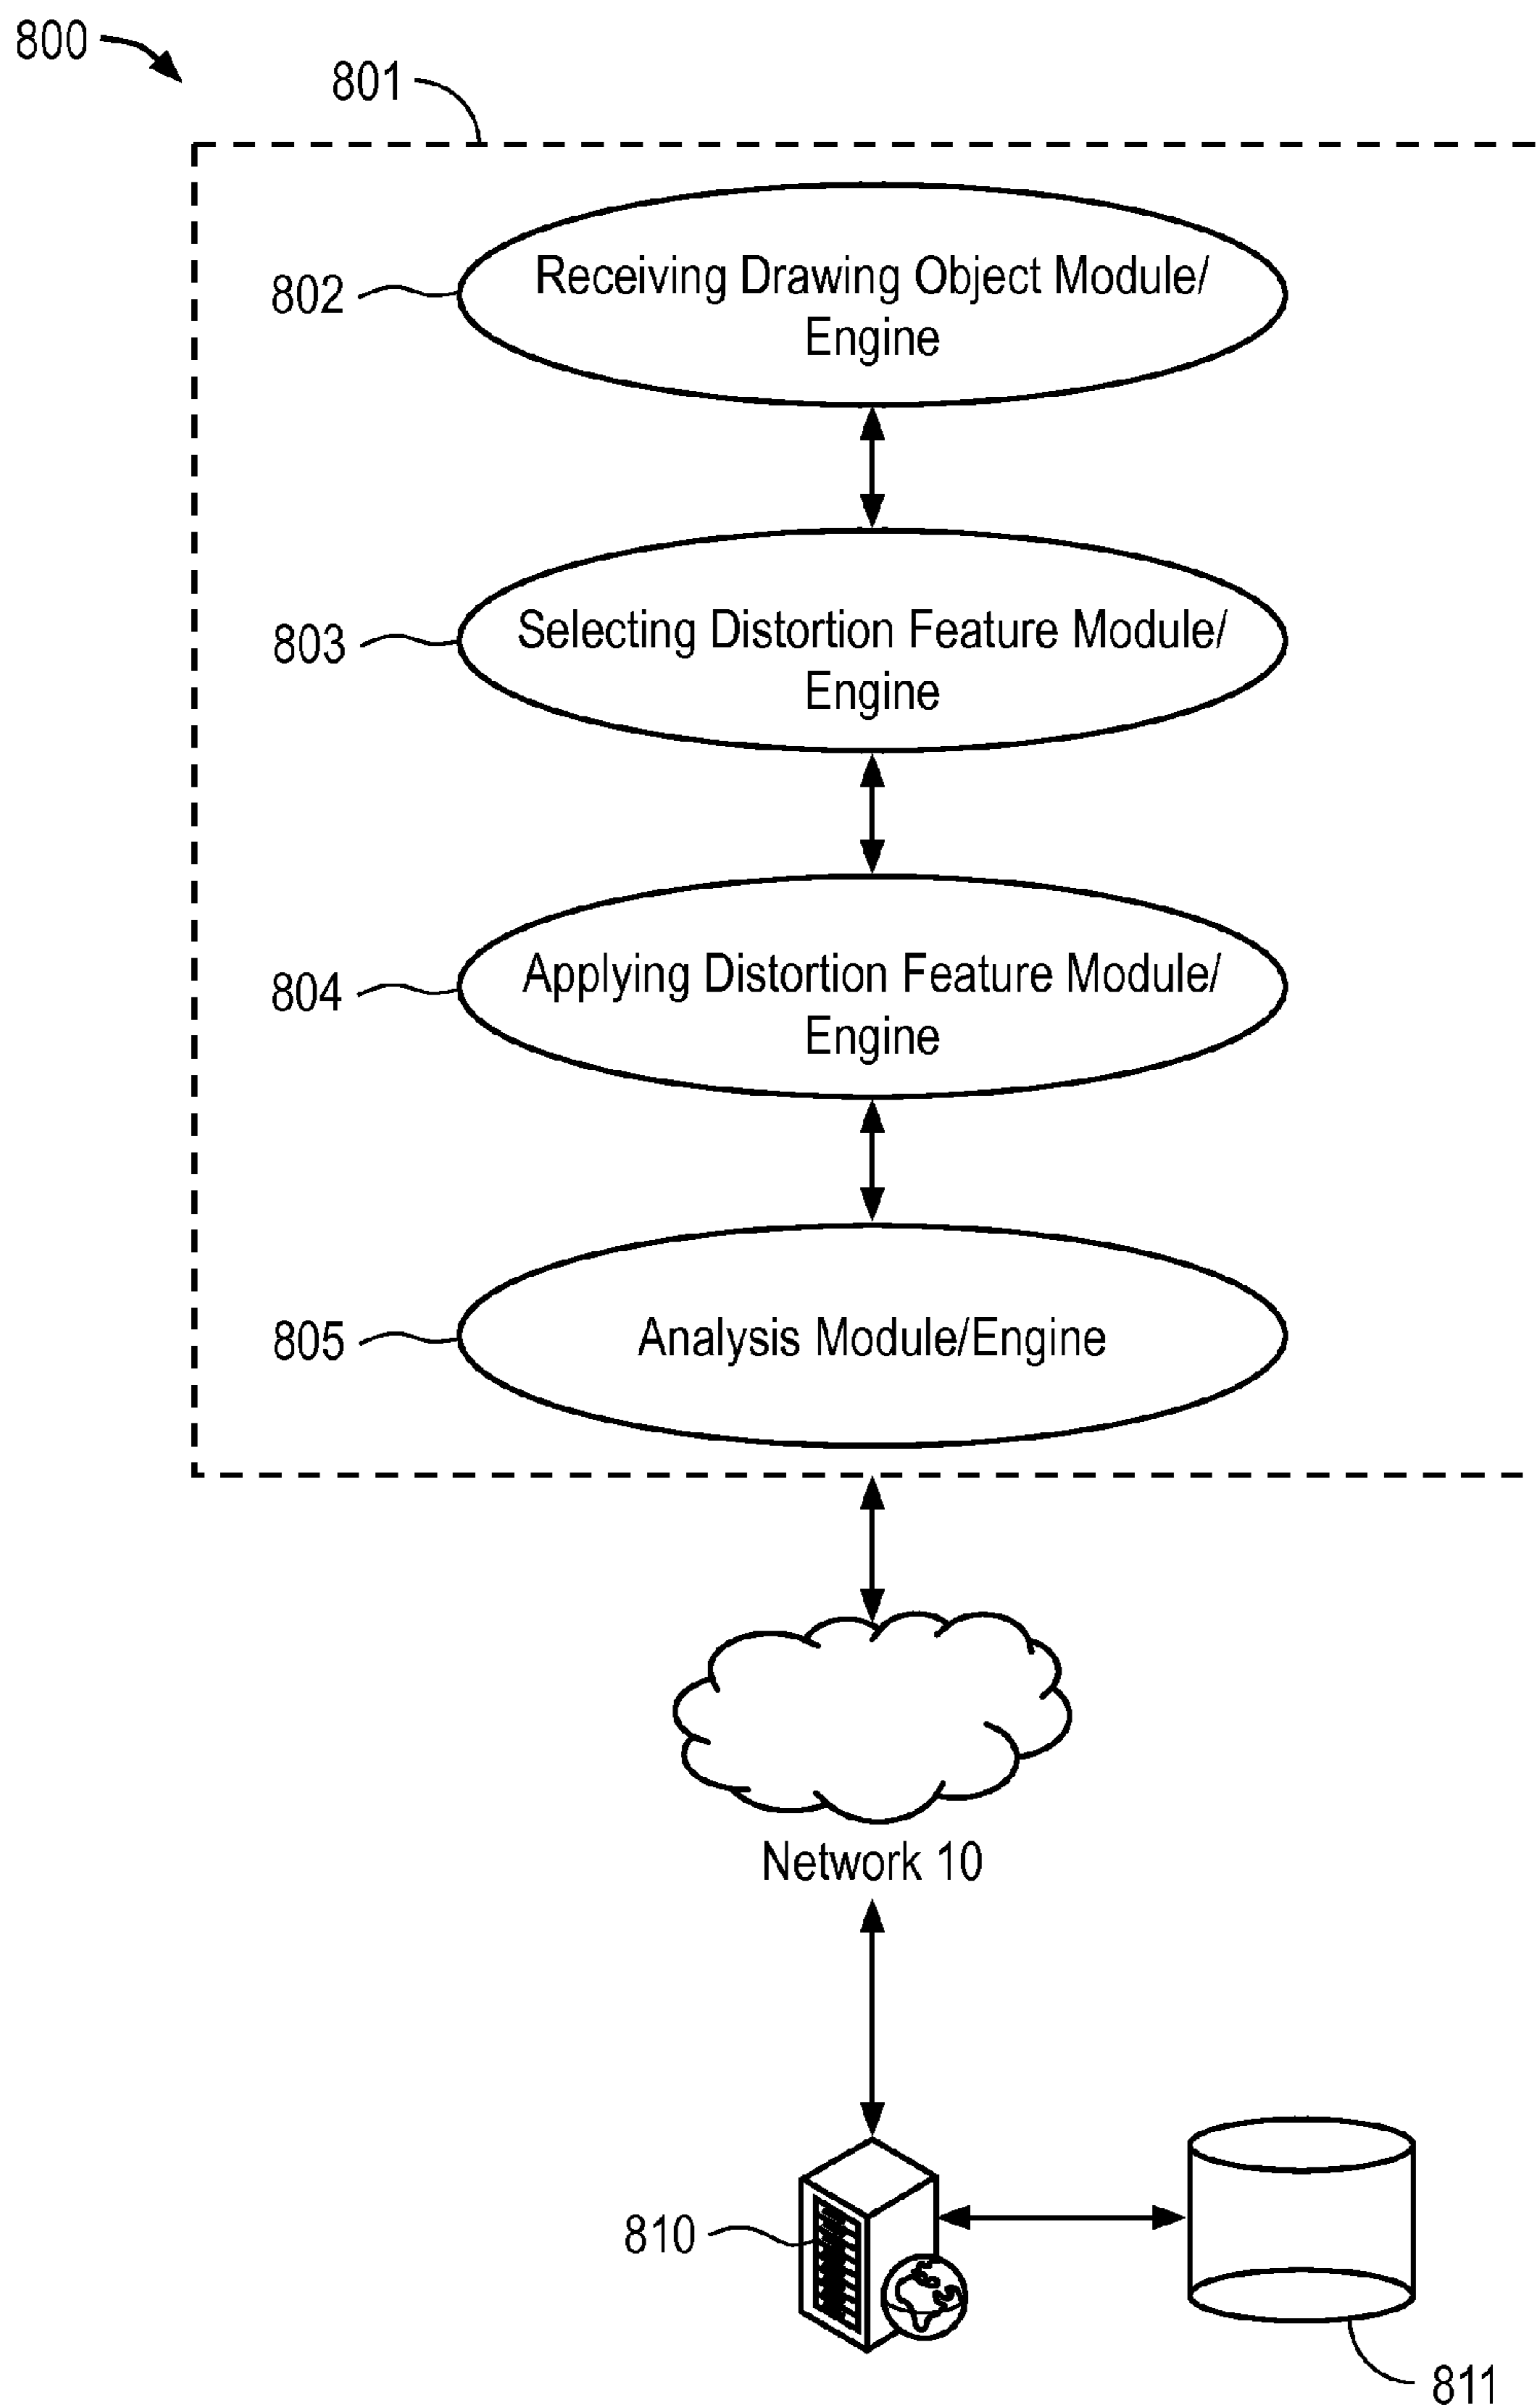 800
801
802
Receiving Drawing Object Module/
Engine
803
Selecting Distortion Feature Module/
Engine
804
Applying Distortion Feature Module/
Engine
805
Analysis Module/Engine
Network 10
810
811